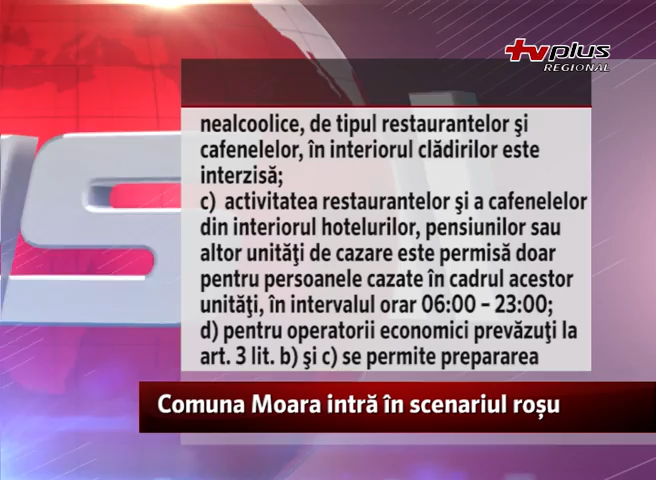 tv plus
REGIONAL
nealcoolice, de tipul restaurantelor şi
cafenelelor, în interiorul clădirilor este
interzisă;
c) activitatea restaurantelor şi a cafenelelor
din interiorul hotelurilor, pensiunilor sau
altor unităţi de cazare este permisă doar
pentru persoanele cazate în cadrul acestor
unităţi, în intervalul orar 06:00 – 23:00;
d) pentru operatorii economici prevăzuţi la
art. 3 lit. b) şi c) se permite prepararea
Comuna Moara intră în scenariul roșu